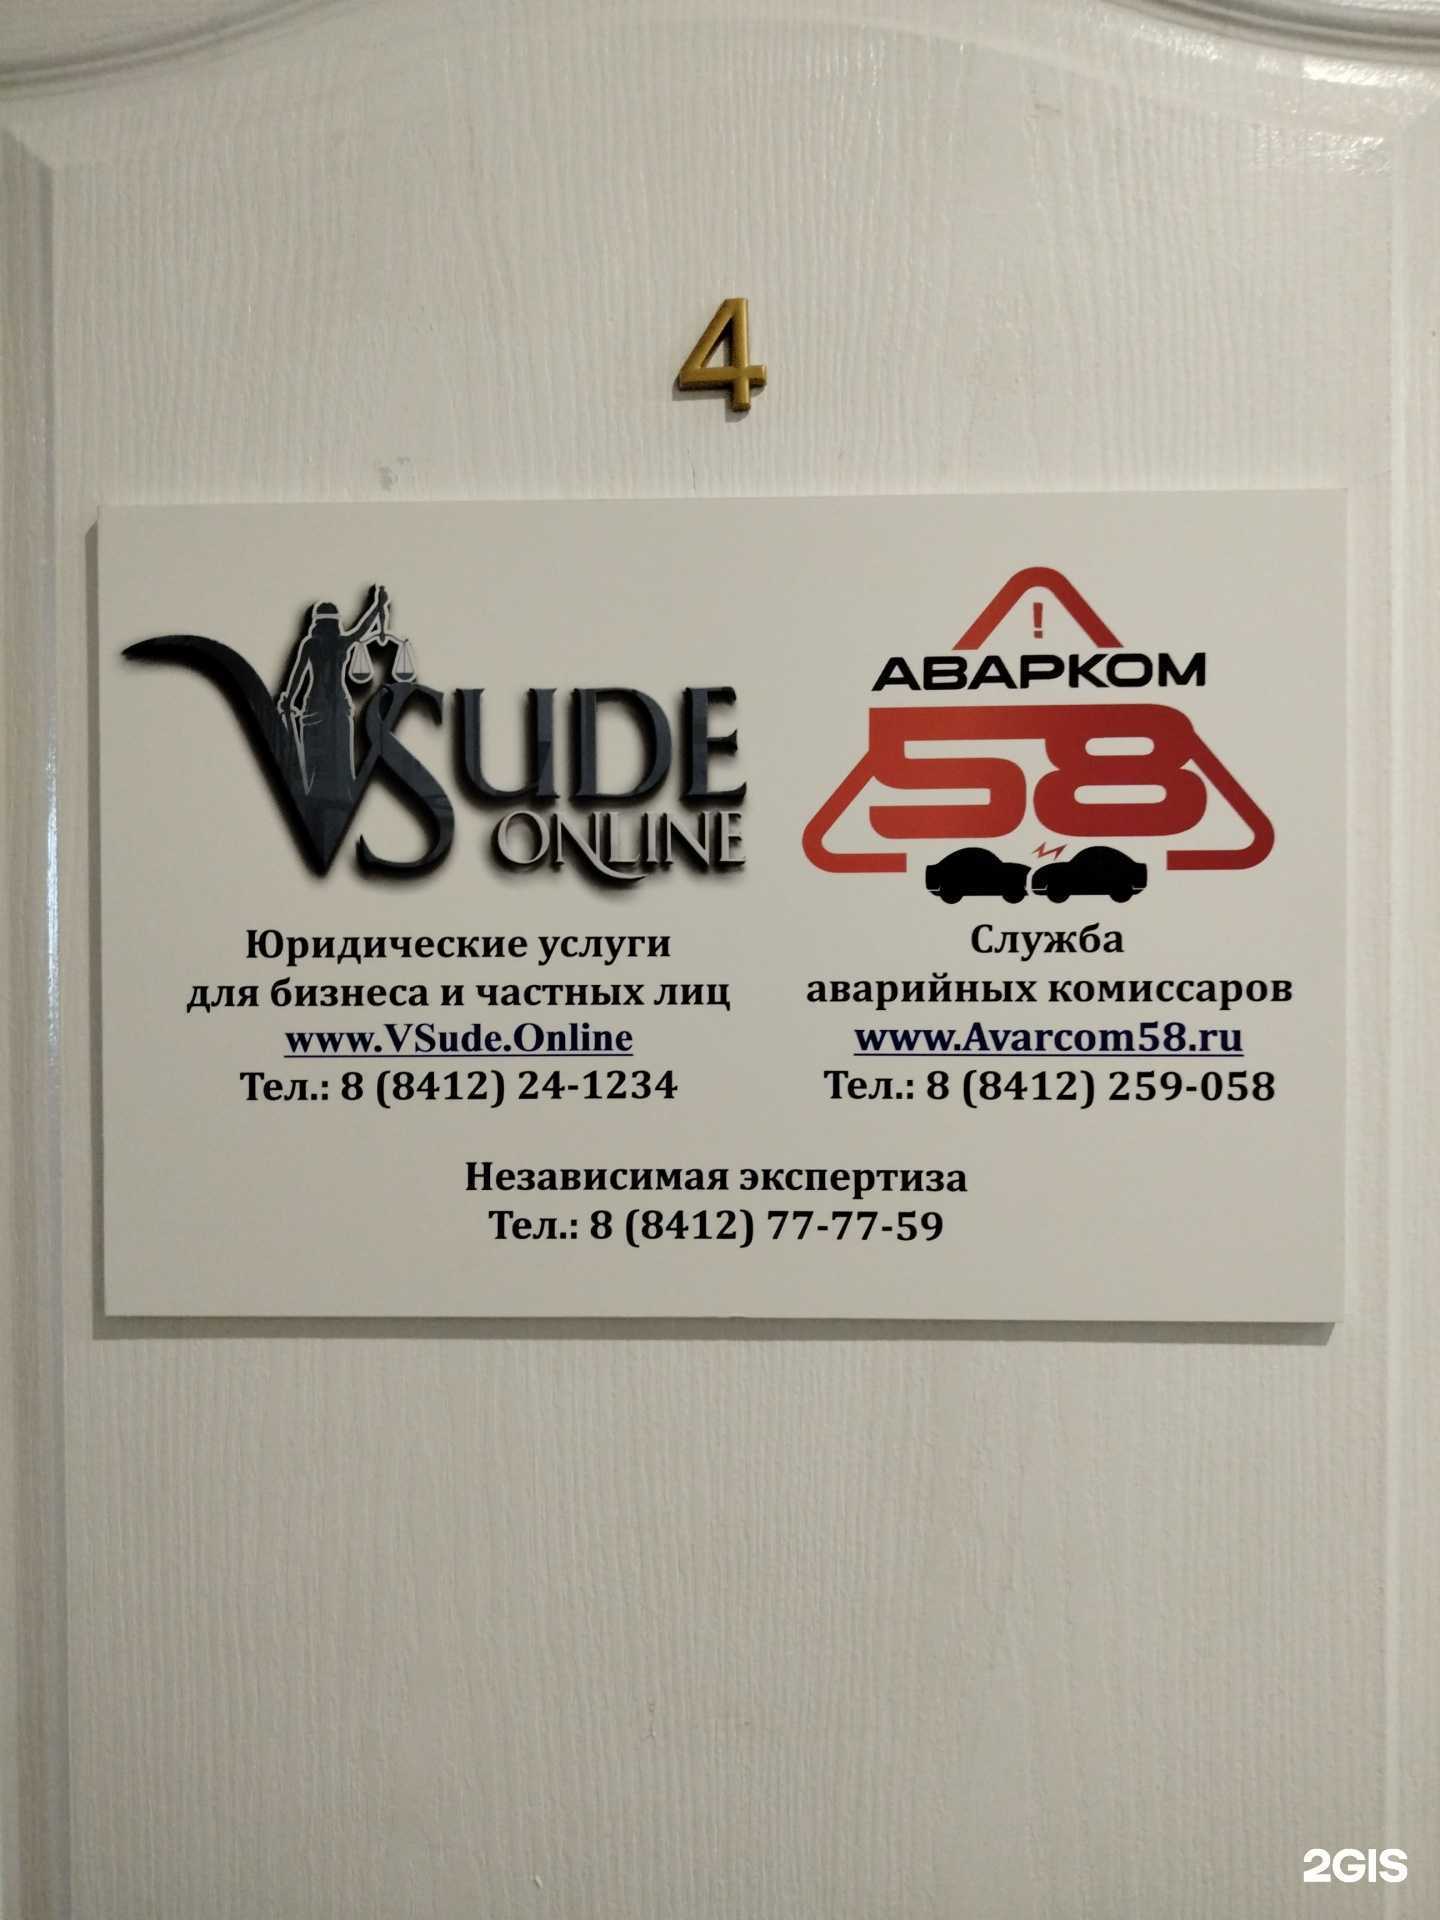 4
VSUDE
ONLINE
Юридические услуги
для бизнеса и частных лиц
www.VSude.Online
Тел.: 8 (8412) 24-1234
!
АВАРКОМ
58
Служба
аварийных комиссаров
www.Avarcom58.ru
Тел.: 8 (8412) 259-058
Независимая экспертиза
Тел.: 8 (8412) 77-77-59
2GIS